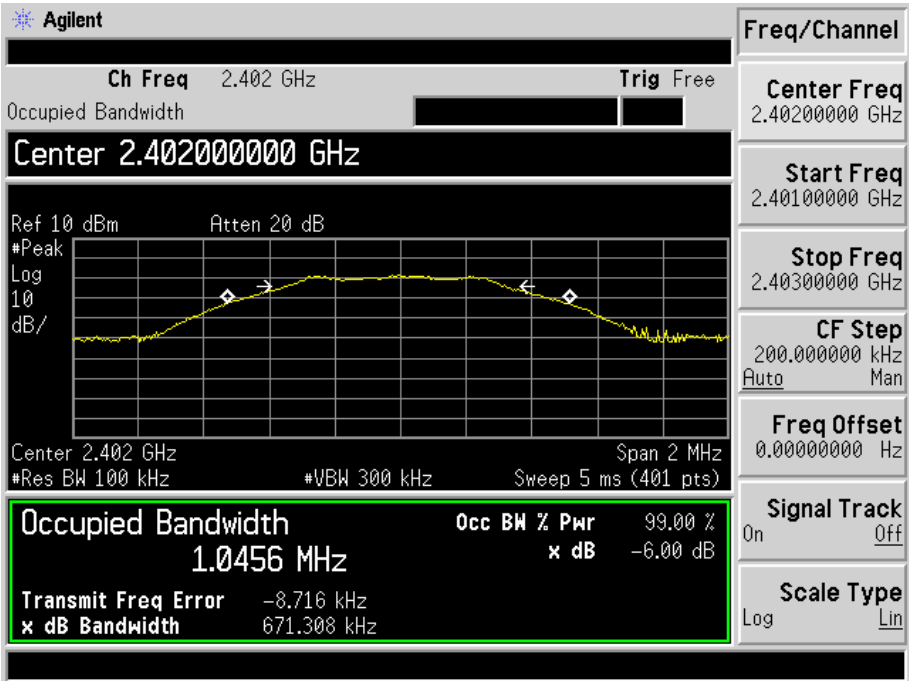 Agilent
Freq/Channel
Ch Freq 2.402 GHz Trig Free
Occupied Bandwidth
Center 2.402000000 GHz
Ref 10 dBm Atten 20 dB
#Peak
Log
10
dB/
Center 2.402 GHz Span 2 MHz
#Res BW 100 kHz #VBW 300 kHz Sweep 5 ms (401 pts)
Occupied Bandwidth Occ BW % Pwr 99.00 %
1.0456 MHz x dB -6.00 dB
Transmit Freq Error -8.716 kHz
x dB Bandwidth 671.308 kHz
Center Freq
2.40200000 GHz
Start Freq
2.40100000 GHz
Stop Freq
2.40300000 GHz
CF Step
200.000000 kHz
Auto Man
Freq Offset
0.00000000 Hz
Signal Track
On Off
Scale Type
Log Lin